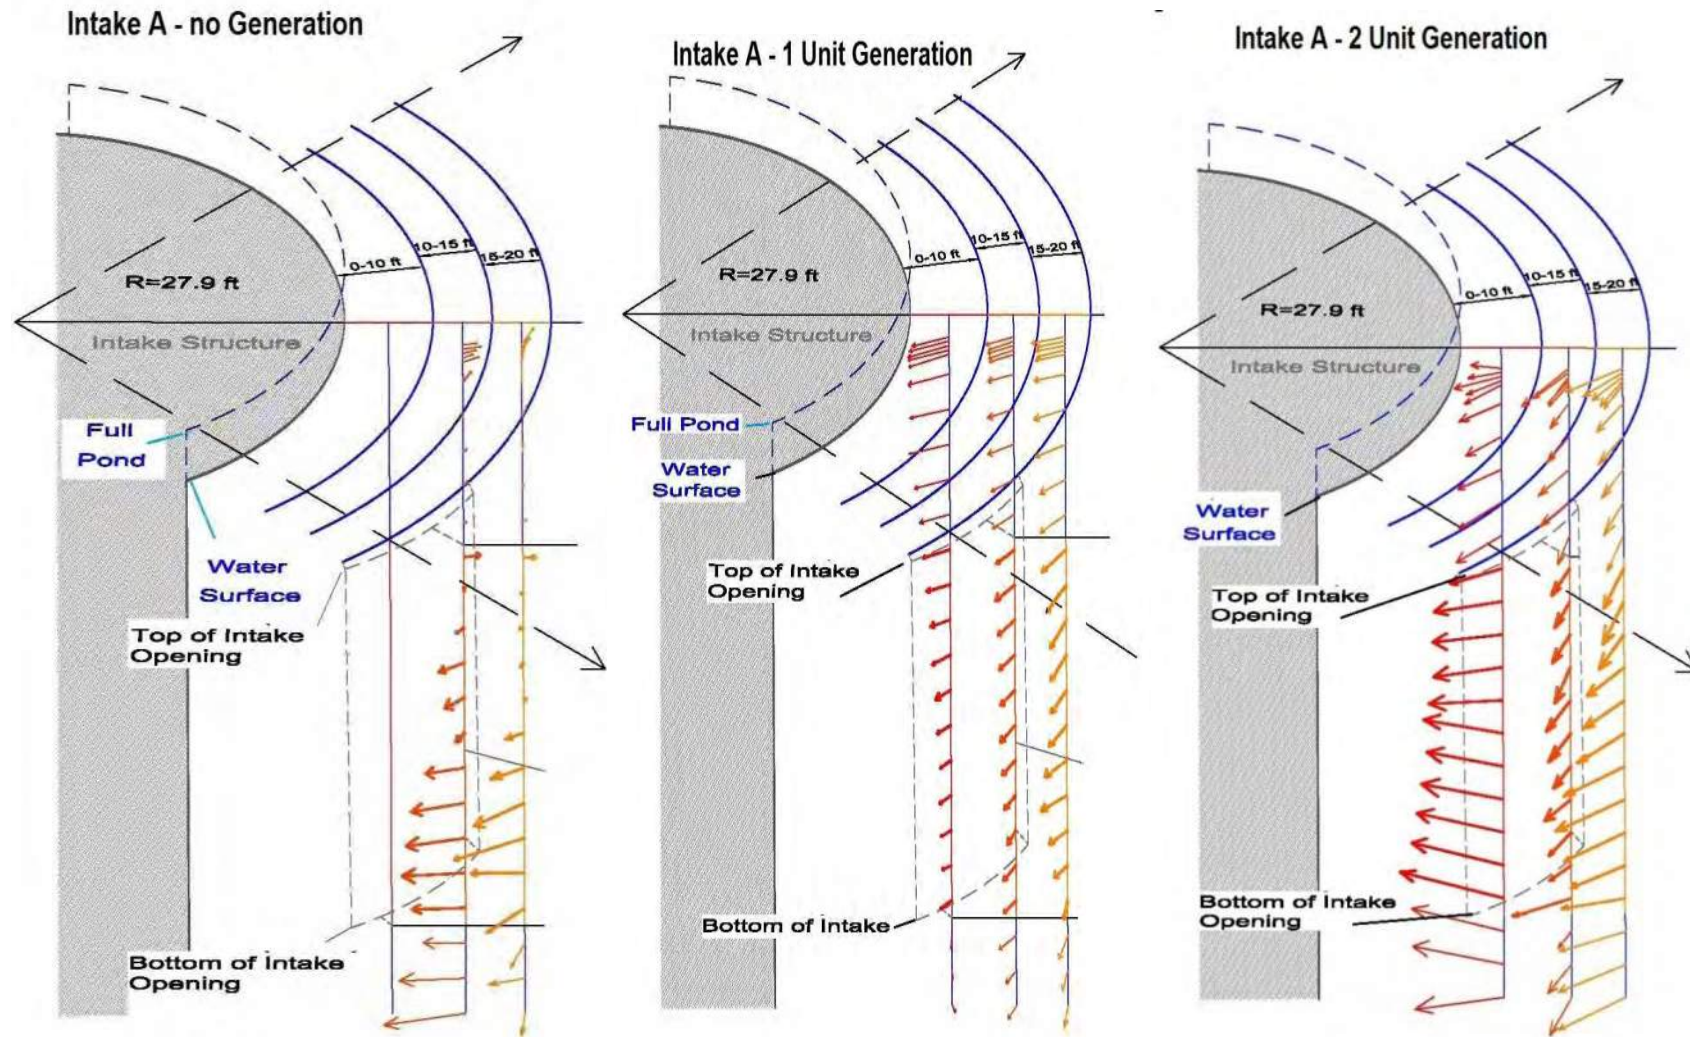 Intake A - no Generation
10-15 ft
0-10 ft
15-20 ft
R=27.9 ft
Intake Structure
Full
Pond
Water
Surface
Top of Intake
Opening
Bottom of Intake
Opening
Intake A - 1 Unit Generation
10-15 ft
0-10 ft
15-20 ft
R=27.9 ft
Intake Structure
Full Pond
Water
Surface
Top of Intake
Opening
Bottom of Intake
Intake A - 2 Unit Generation
10-15 ft
0-10 ft
15-20 ft
R=27.9 ft
Intake Structure
Water
Surface
Top of Intake
Opening
Bottom of Intake
Opening